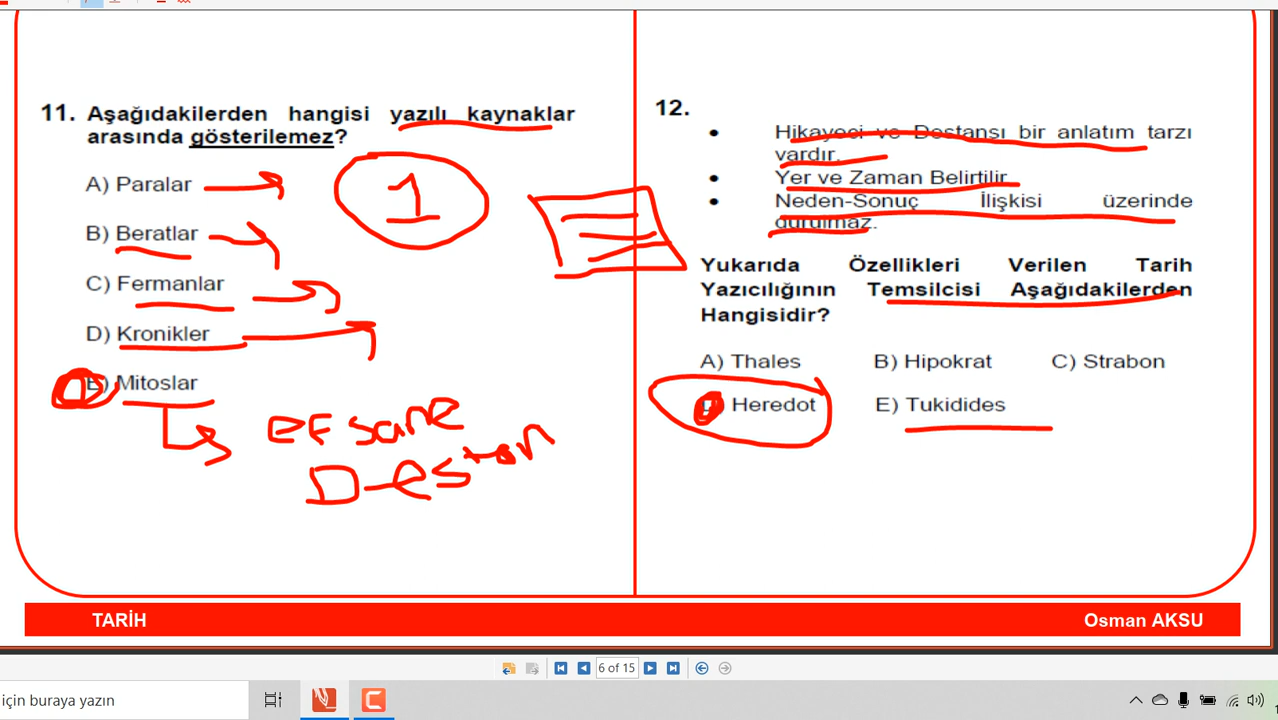 11. Aşağıdakilerden hangisi yazılı kaynaklar
arasında gösterilemez?
A) Paralar
B) Beratlar
C) Fermanlar
D) Kronikler
E) Mitoslar
1
EFsane
Destan
12.
• Hikayeci ve Destansı bir anlatım tarzı
vardır.
• Yer ve Zaman Belirtilir
• Neden-Sonuç İlişkisi üzerinde
durulmaz.
Yukarıda Özellikleri Verilen Tarih
Yazıcılığının Temsilcisi Aşağıdakilerden
Hangisidir?
A) Thales B) Hipokrat C) Strabon
Heredot E) Tukidides
TARİH Osman AKSU
6 of 15
için buraya yazın